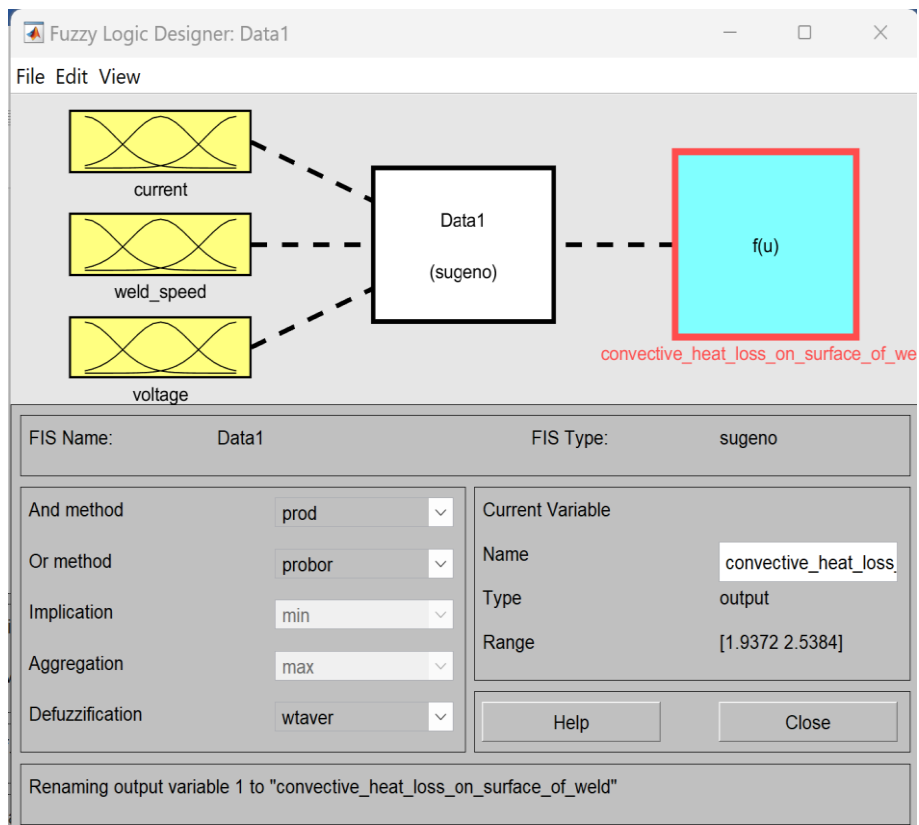 Fuzzy Logic Designer: Data1
File Edit View
current
weld_speed
voltage
Data1
(sugeno)
f(u)
convective_heat_loss_on_surface_of_we
FIS Name: Data1 FIS Type: sugeno
And method prod
Or method probor
Implication min
Aggregation max
Defuzzification wtaver
Current Variable
Name convective_heat_loss_
Type output
Range [1.9372 2.5384]
Help Close
Renaming output variable 1 to "convective_heat_loss_on_surface_of_weld"